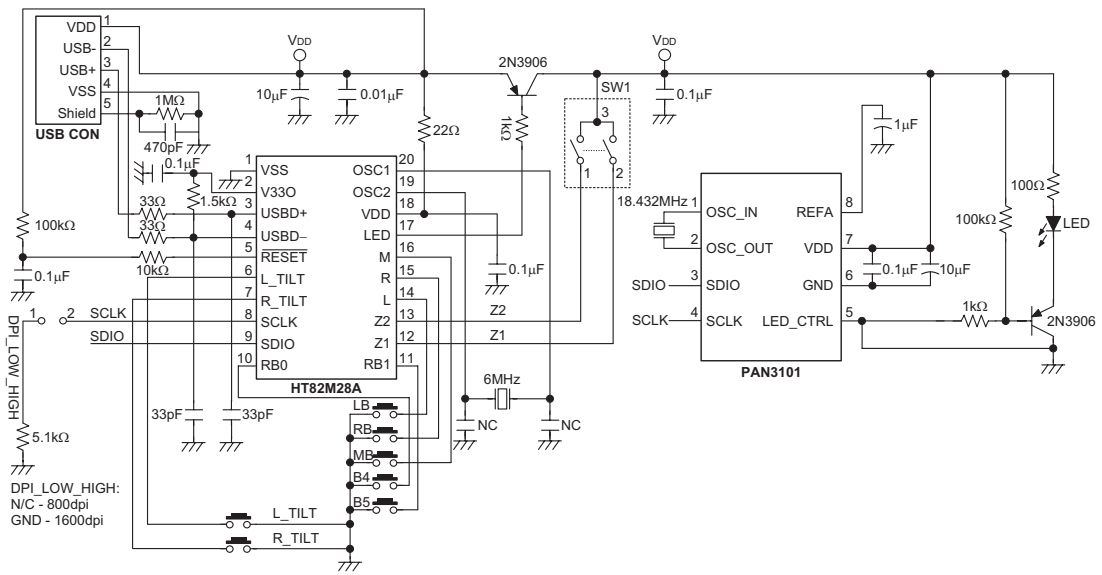 USB CON
VDD 1
USB- 2
USB+ 3
VSS 4
Shield 5
1MΩ
470pF
0.1μF
VDD
10μF
0.01μF
22Ω
2N3906
1kΩ
SW1
3
1
2
VDD
0.1μF
1μF
100kΩ
33Ω
33Ω
1.5kΩ
10kΩ
0.1μF
1 VSS
2 V33O
3 USBD+
4 USBD–
5 RESET
6 L_TILT
7 R_TILT
8 SCLK
9 SDIO
10 RB0
OSC1 20
OSC2 19
VDD 18
LED 17
M 16
R 15
L 14
Z2 13
Z1 12
RB1 11
HT82M28A
0.1μF
Z2
Z1
1 2
SCLK
SDIO
DPI_LOW_HIGH
5.1kΩ
DPI_LOW_HIGH:
N/C - 800dpi
GND - 1600dpi
33pF
33pF
6MHz
NC
NC
LB
RB
MB
B4
B5
L_TILT
R_TILT
18.432MHz
1 OSC_IN
2 OSC_OUT
SDIO 3 SDIO
SCLK 4 SCLK
REFA 8
VDD 7
GND 6
LED_CTRL 5
PAN3101
0.1μF
10μF
100kΩ
100Ω
LED
1kΩ
2N3906